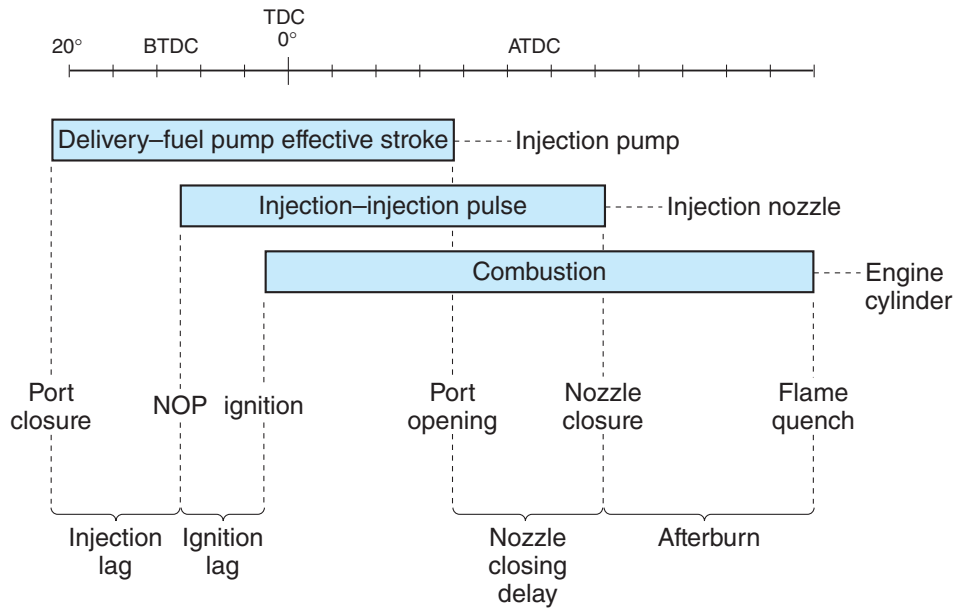 TDC
20°
BTDC
0°
ATDC
Delivery–fuel pump effective stroke
Injection pump
Injection–injection pulse
Injection nozzle
Combustion
Engine
cylinder
Port
closure
NOP
ignition
Port
opening
Nozzle
closure
Flame
quench
Injection
lag
Ignition
lag
Nozzle
closing
delay
Afterburn